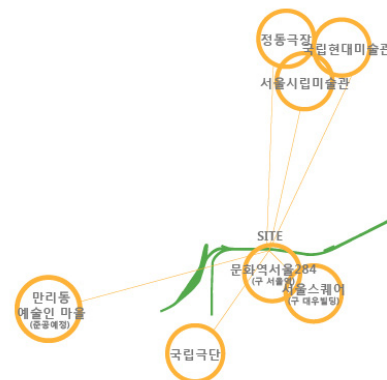 정동극장
국립현대미술관
서울시립미술관
SITE
문화역서울284
(구 서울역)
서울스퀘어
(구 대우빌딩)
만리동
예술인 마을
(준공예정)
국립극단